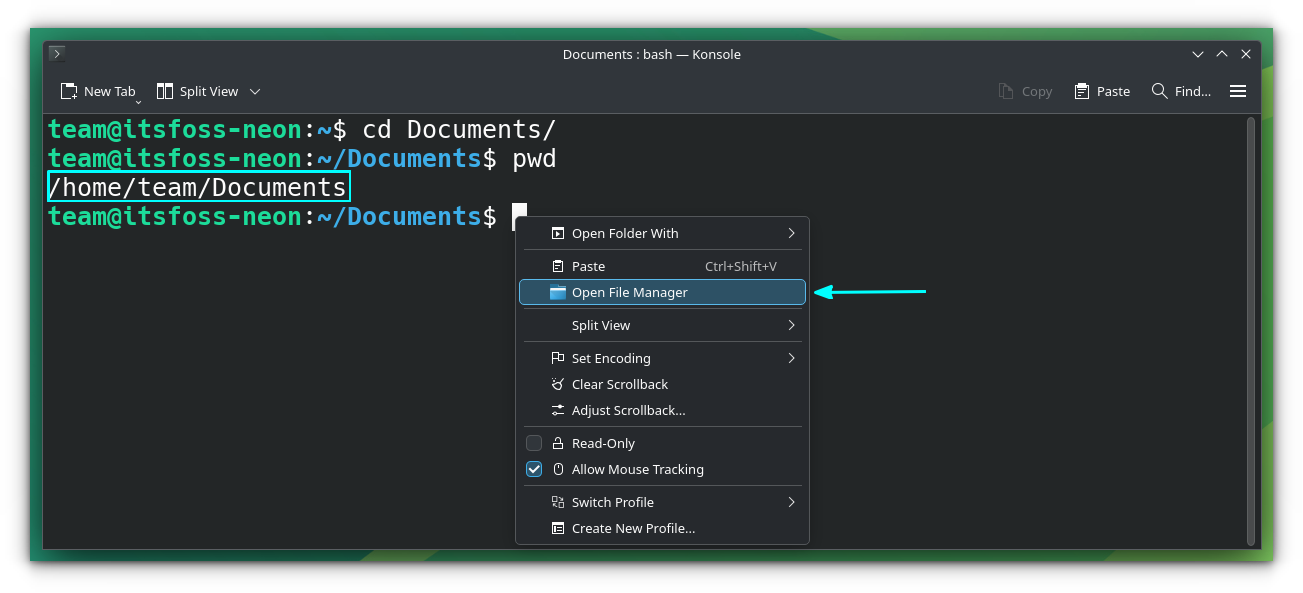 Documents : bash — Konsole
New Tab Split View Copy Paste Find...
team@itsfoss-neon:~$ cd Documents/
team@itsfoss-neon:~/Documents$ pwd
/home/team/Documents
team@itsfoss-neon:~/Documents$
Open Folder With
Paste Ctrl+Shift+V
Open File Manager
Split View
Set Encoding
Clear Scrollback
Adjust Scrollback...
Read-Only
Allow Mouse Tracking
Switch Profile
Create New Profile...